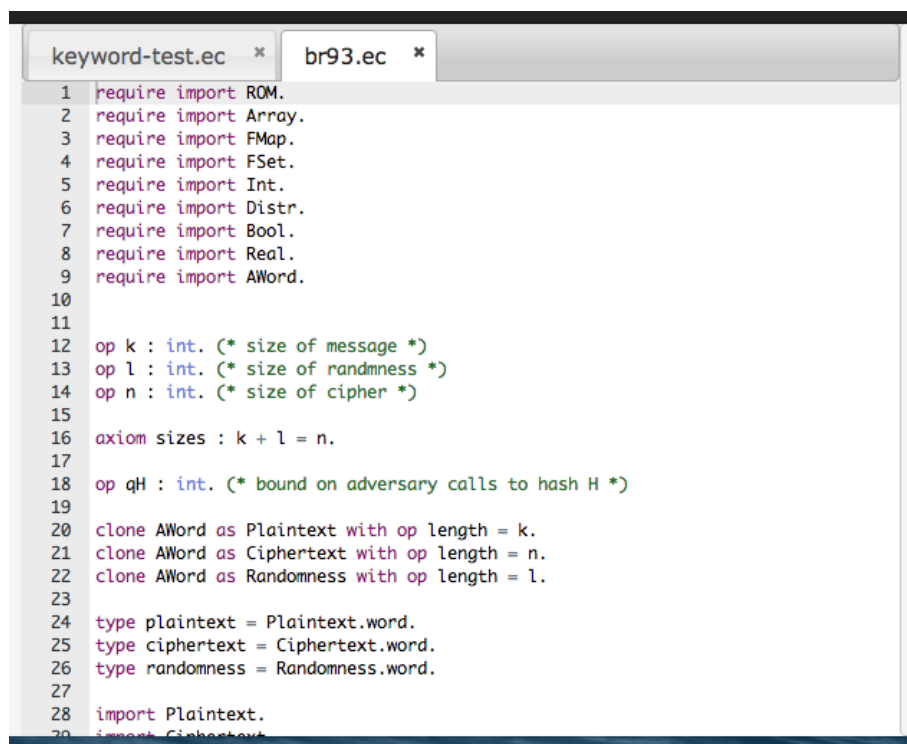 keyword-test.ec × br93.ec ×
1 require import ROM.
2 require import Array.
3 require import FMap.
4 require import FSet.
5 require import Int.
6 require import Distr.
7 require import Bool.
8 require import Real.
9 require import AWord.
10
11
12 op k : int. (* size of message *)
13 op l : int. (* size of randmness *)
14 op n : int. (* size of cipher *)
15
16 axiom sizes : k + l = n.
17
18 op qH : int. (* bound on adversary calls to hash H *)
19
20 clone AWord as Plaintext with op length = k.
21 clone AWord as Ciphertext with op length = n.
22 clone AWord as Randomness with op length = l.
23
24 type plaintext = Plaintext.word.
25 type ciphertext = Ciphertext.word.
26 type randomness = Randomness.word.
27
28 import Plaintext.
29 import Ciphertext